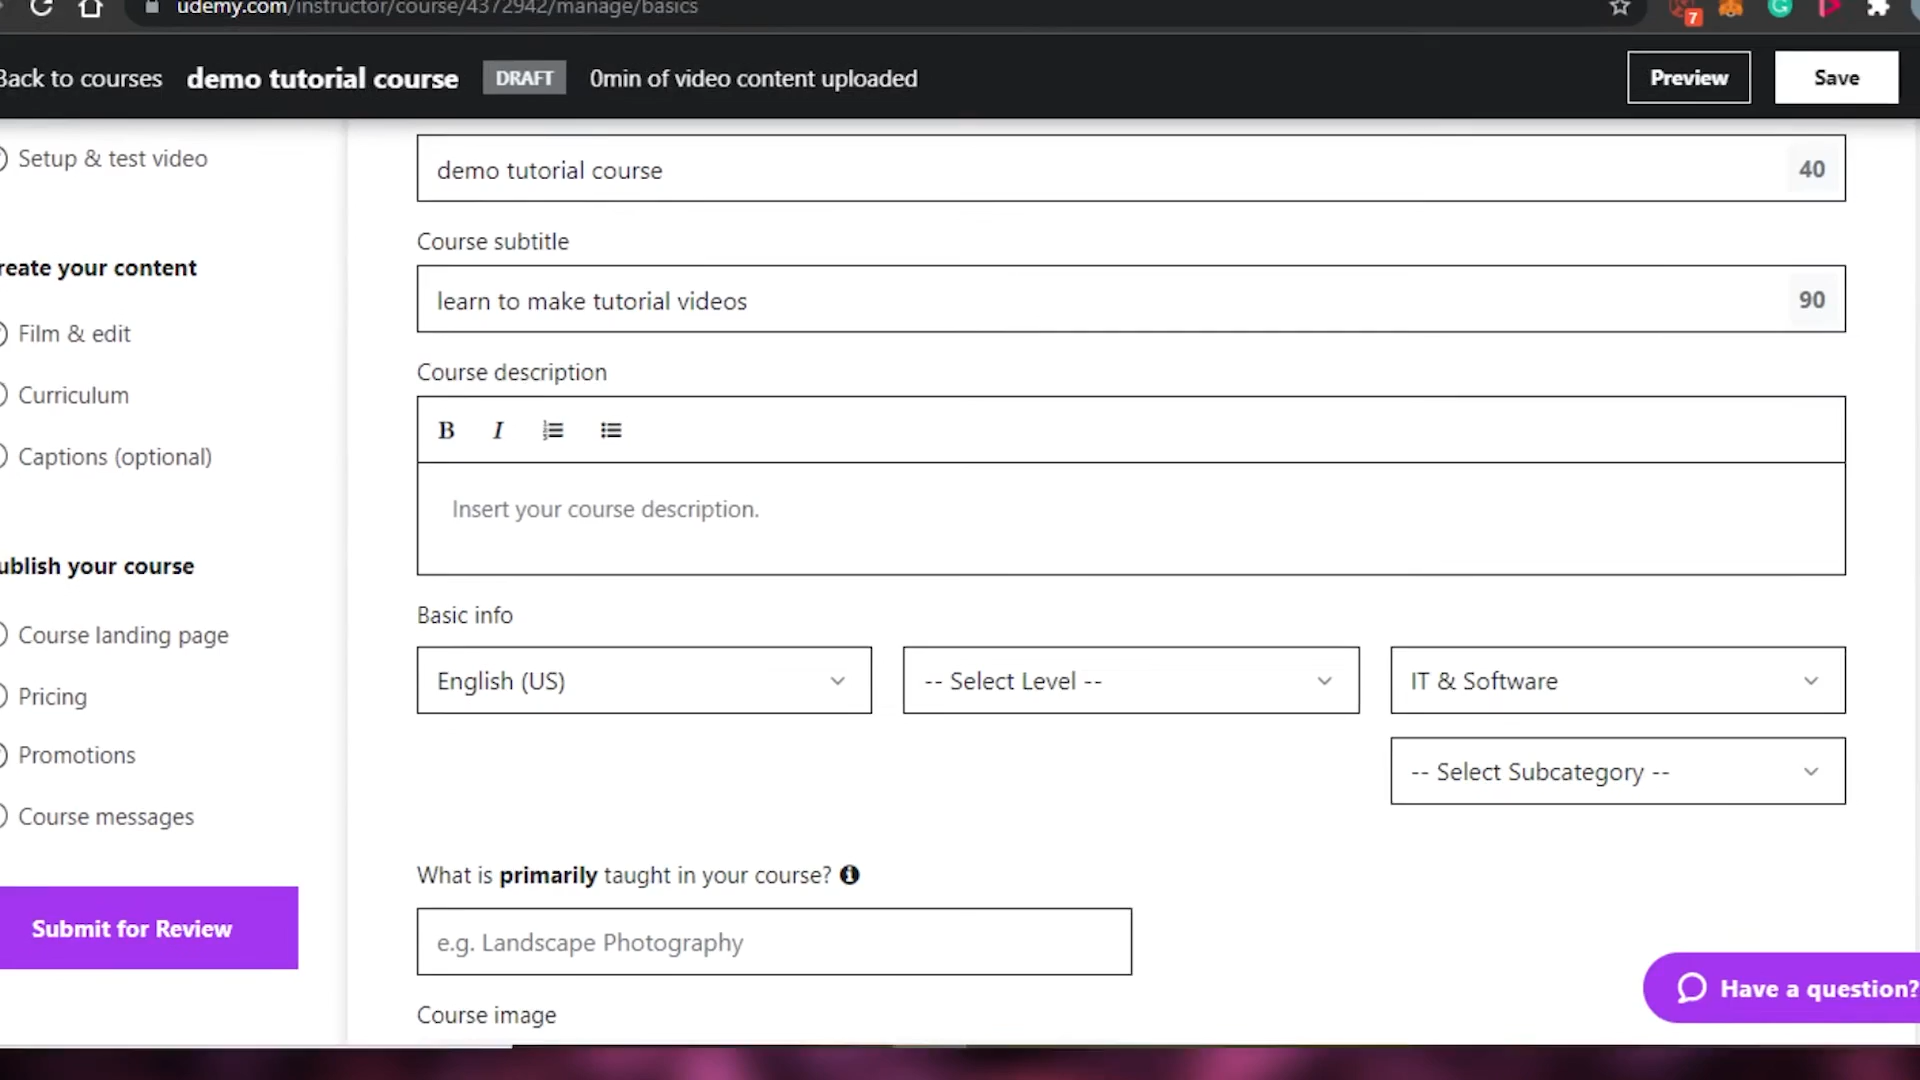 udemy.com/instructor/course/4372942/manage/basics
7
Back to courses
demo tutorial course
DRAFT
0min of video content uploaded
Preview
Save
Setup & test video
reate your content
Film & edit
Curriculum
Captions (optional)
ublish your course
Course landing page
Pricing
Promotions
Course messages
Submit for Review
demo tutorial course
40
Course subtitle
learn to make tutorial videos
90
Course description
B I
Insert your course description.
Basic info
English (US)
-- Select Level --
IT & Software
-- Select Subcategory --
What is primarily taught in your course?
e.g. Landscape Photography
Course image
Have a question?